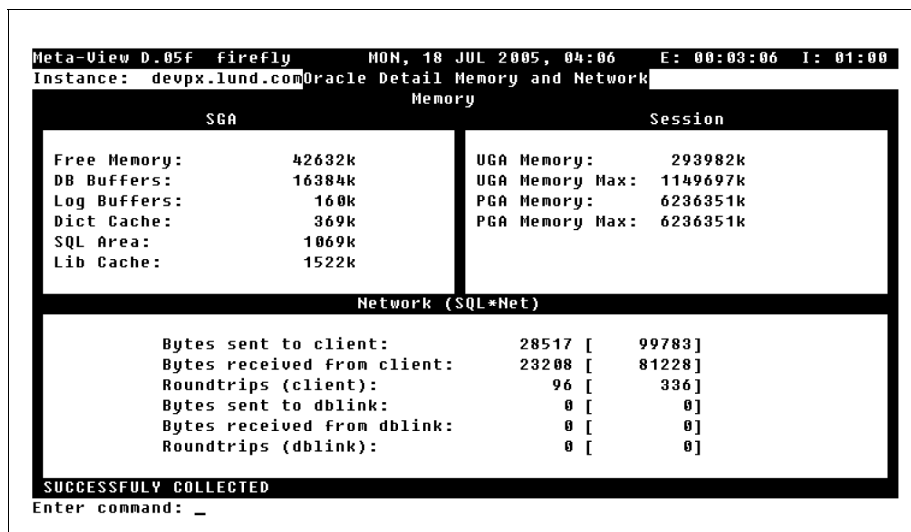 Meta-View D.05f firefly MON, 18 JUL 2005, 04:06 E: 00:03:06 I: 01:00
Instance: devpx.lund.comOracle Detail Memory and Network
Memory
SGA Session
Free Memory: 42632k UGA Memory: 293982k
DB Buffers: 16384k UGA Memory Max: 1149697k
Log Buffers: 160k PGA Memory: 6236351k
Dict Cache: 369k PGA Memory Max: 6236351k
SQL Area: 1069k
Lib Cache: 1522k
Network (SQL*Net)
Bytes sent to client: 28517 [ 99783]
Bytes received from client: 23208 [ 81228]
Roundtrips (client): 96 [ 336]
Bytes sent to dblink: 0 [ 0]
Bytes received from dblink: 0 [ 0]
Roundtrips (dblink): 0 [ 0]
SUCCESSFULY COLLECTED
Enter command: _